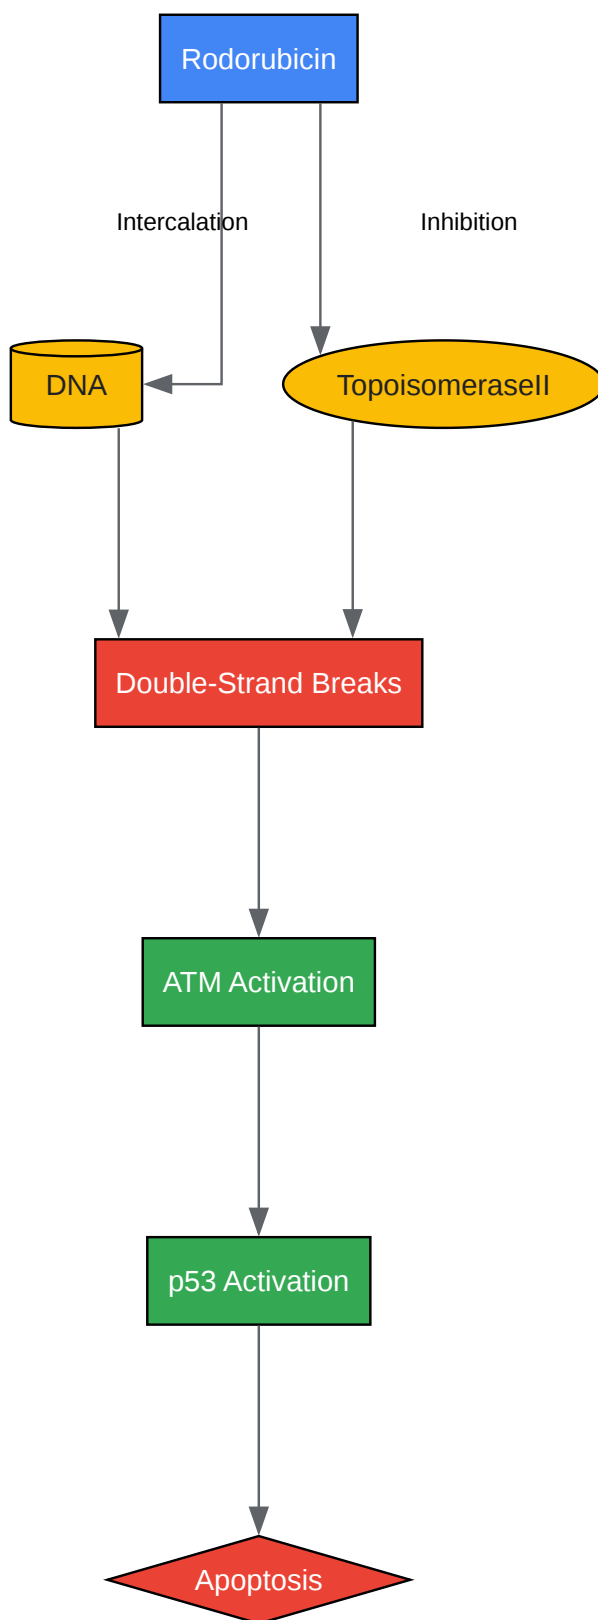 Rodorubicin
Intercalation
Inhibition
DNA
TopoisomeraseII
Double-Strand Breaks
ATM Activation
p53 Activation
Apoptosis